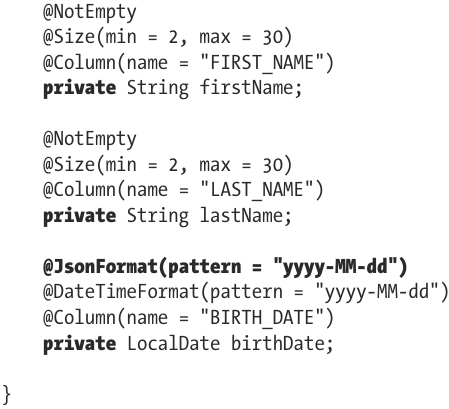 @NotEmpty
@Size(min = 2, max = 30)
@Column(name = "FIRST_NAME")
private String firstName;
@NotEmpty
@Size(min = 2, max = 30)
@Column(name = "LAST_NAME")
private String lastName;
@JsonFormat(pattern = "yyyy-MM-dd")
@DateTimeFormat(pattern = "yyyy-MM-dd")
@Column(name = "BIRTH_DATE")
private LocalDate birthDate;
}